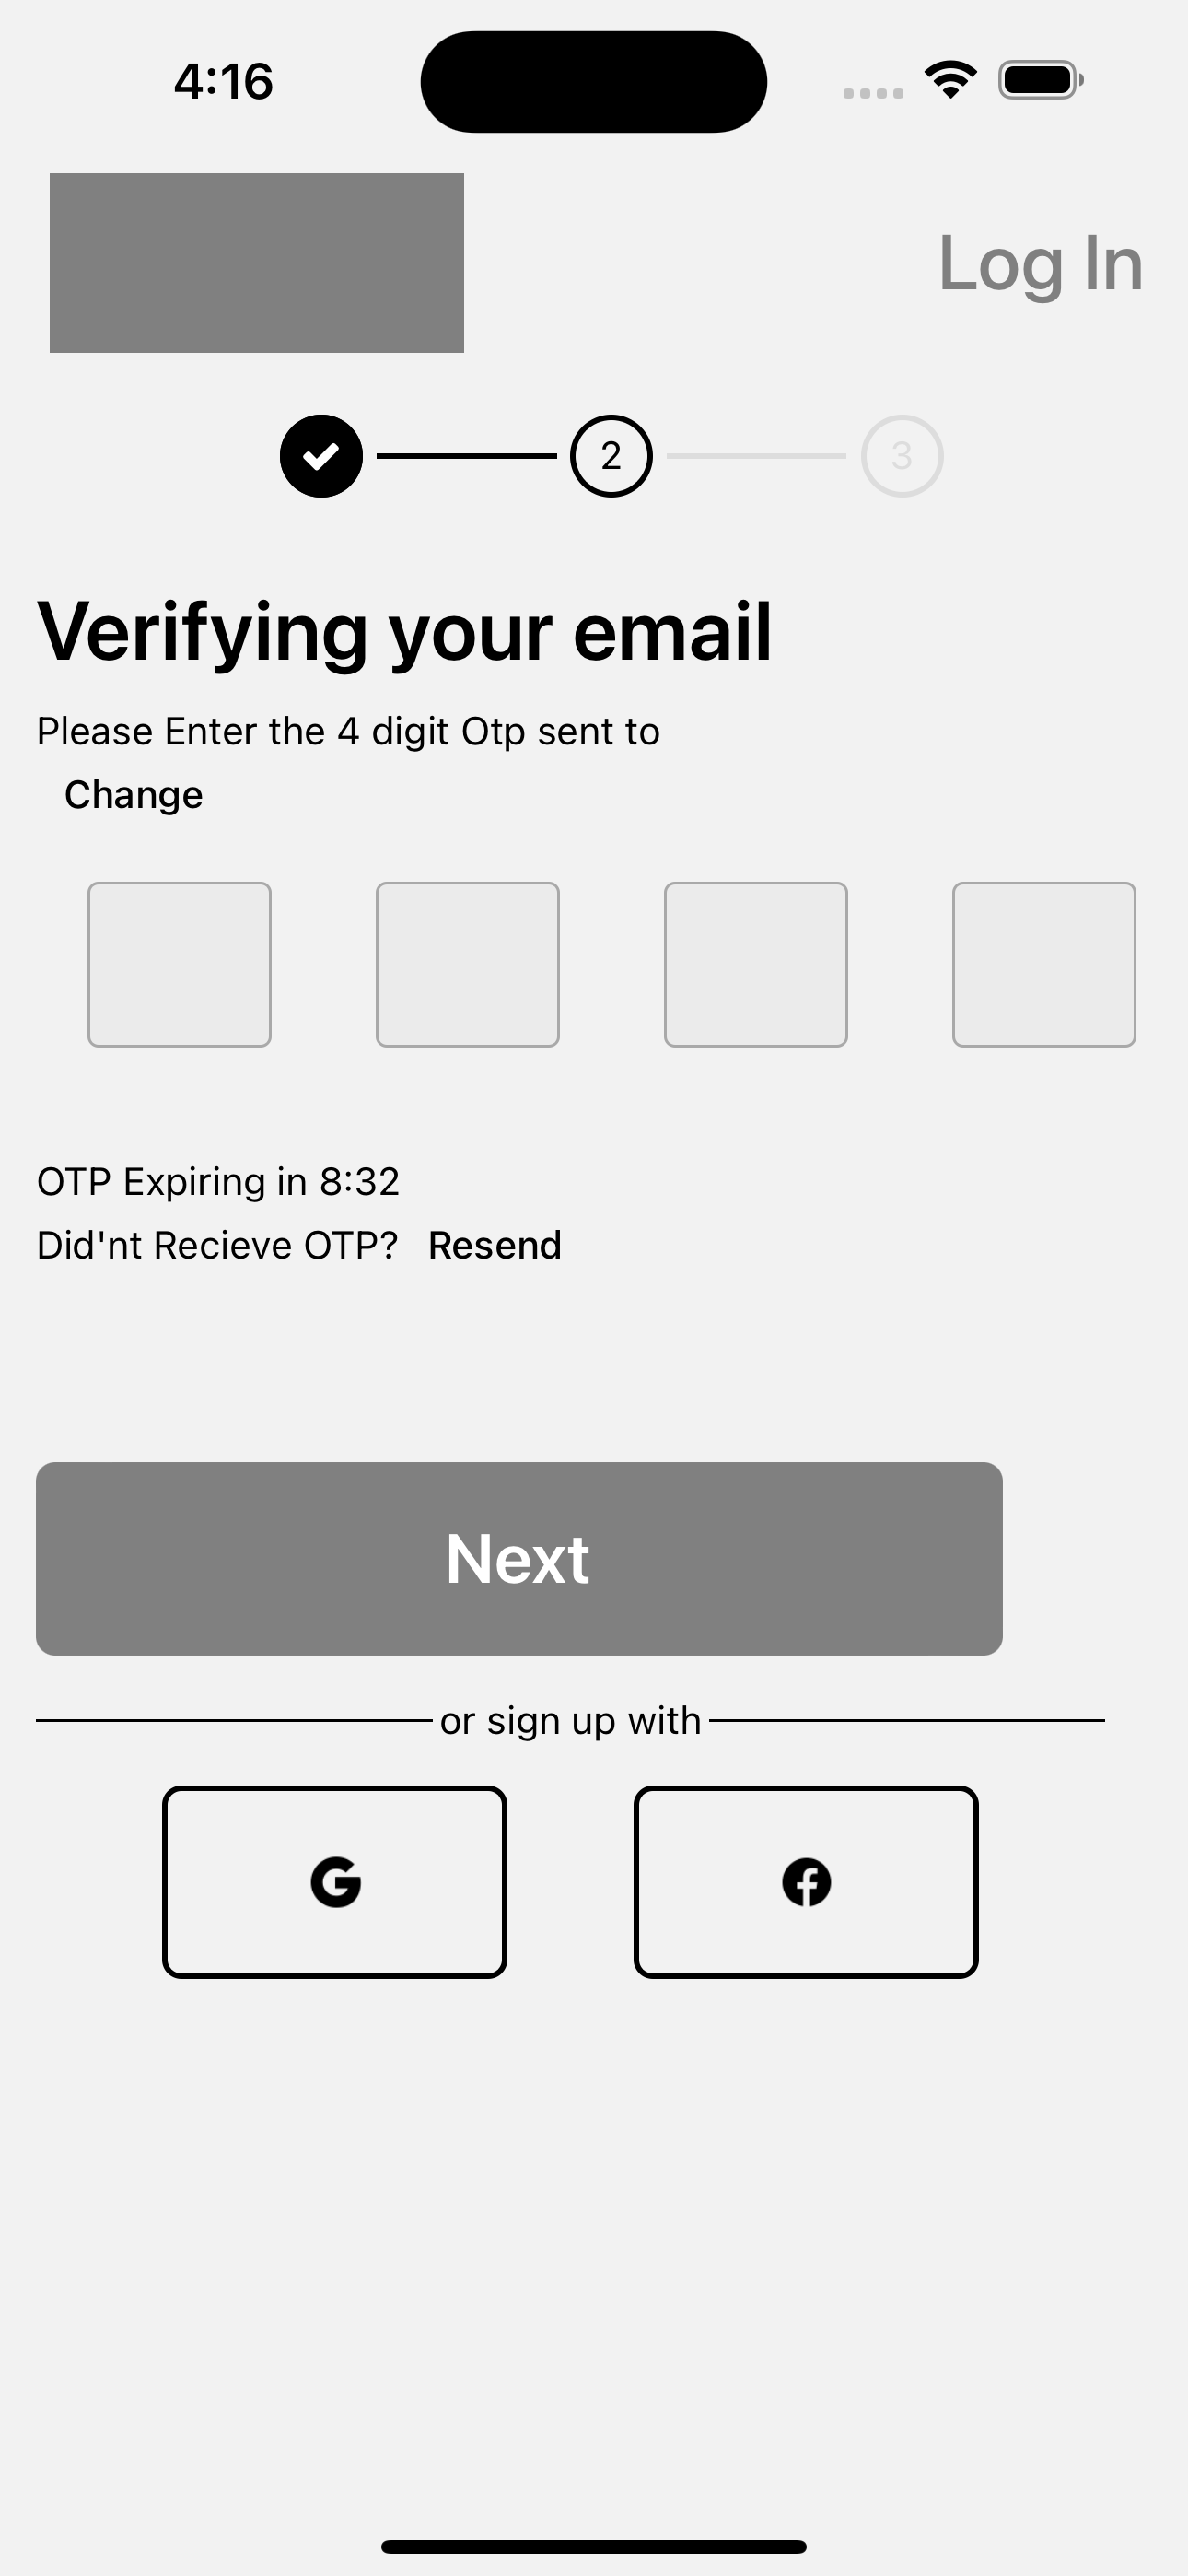 4:16
Log In
2
3
Verifying your email
Please Enter the 4 digit Otp sent to
Change
OTP Expiring in 8:32
Did'nt Recieve OTP? Resend
Next
or sign up with